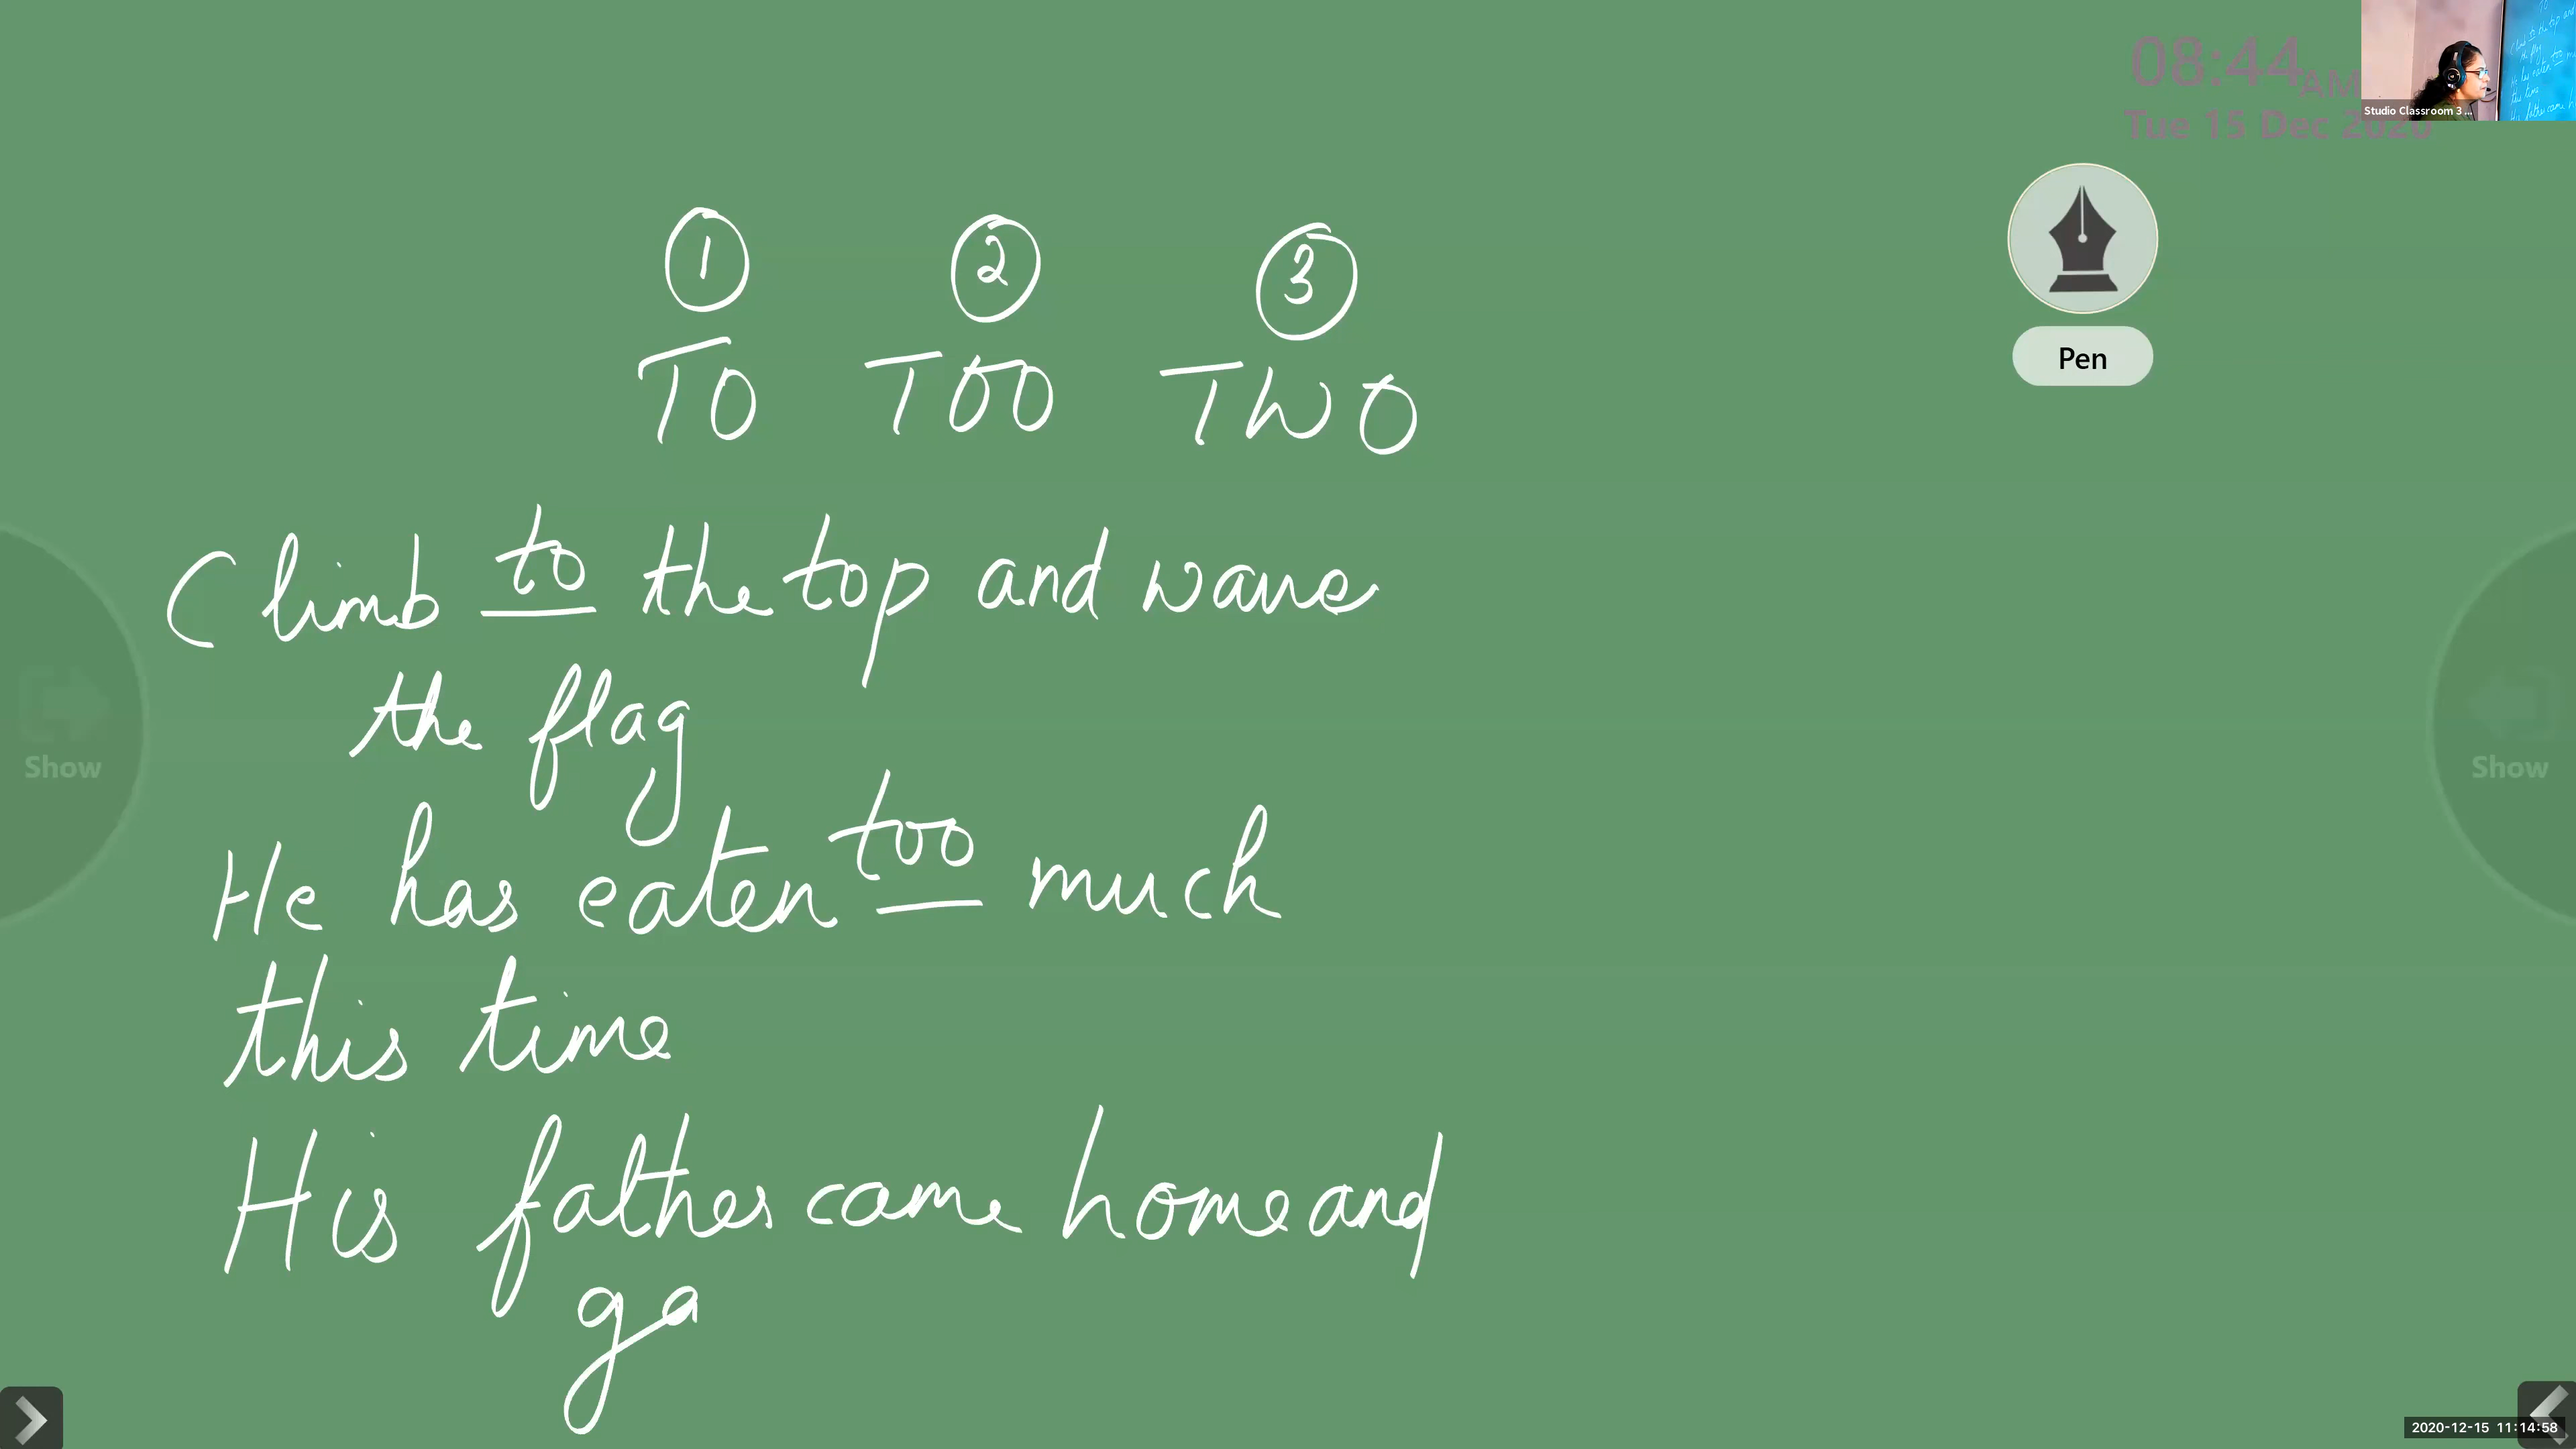 08:44 AM
Tue 15 Dec 2020
Studio Classroom 3 ...
Pen
1 2 3
TO TOO TWO
Climb to the top and wave
the flag
He has eaten too much
this time
His father came home and
ga
Show
Show
2020-12-15 11:14:58